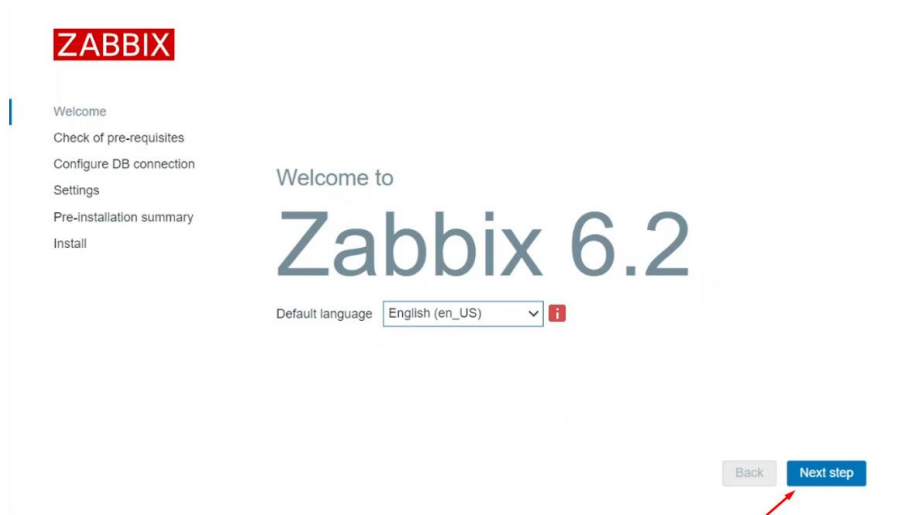 ZABBIX
Welcome
Check of pre-requisites
Configure DB connection
Settings
Pre-installation summary
Install
Welcome to
Zabbix 6.2
Default language English (en_US) i
Back Next step